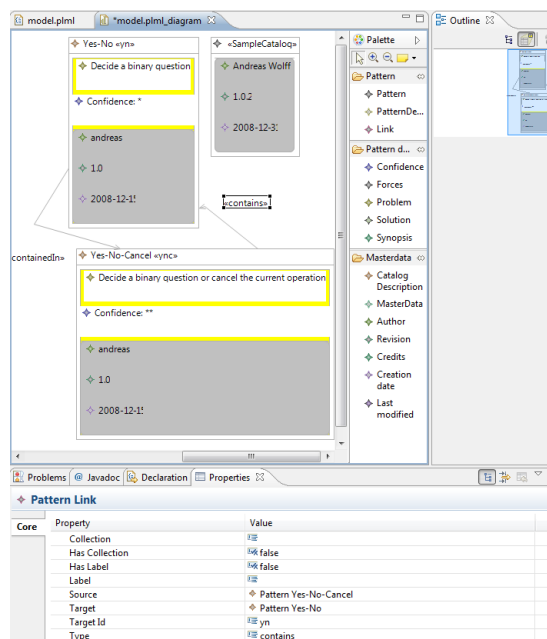 model.plml
*model.plml_diagram
Outline
Yes-No «yn»
Decide a binary question
Confidence: *
andreas
1.0
2008-12-15
«SampleCatalog»
Andreas Wolff
1.0.2
2008-12-31
«contains»
containedIn»
Yes-No-Cancel «ync»
Decide a binary question or cancel the current operation
Confidence: **
andreas
1.0
2008-12-15
Palette
Pattern
Pattern
PatternDe...
Link
Pattern d...
Confidence
Forces
Problem
Solution
Synopsis
Masterdata
Catalog
Description
MasterData
Author
Revision
Credits
Creation
date
Last
modified
Problems
@ Javadoc
Declaration
Properties
Pattern Link
Core
Property Value
Collection
Has Collection false
Has Label false
Label
Source Pattern Yes-No-Cancel
Target Pattern Yes-No
Target Id yn
Type contains